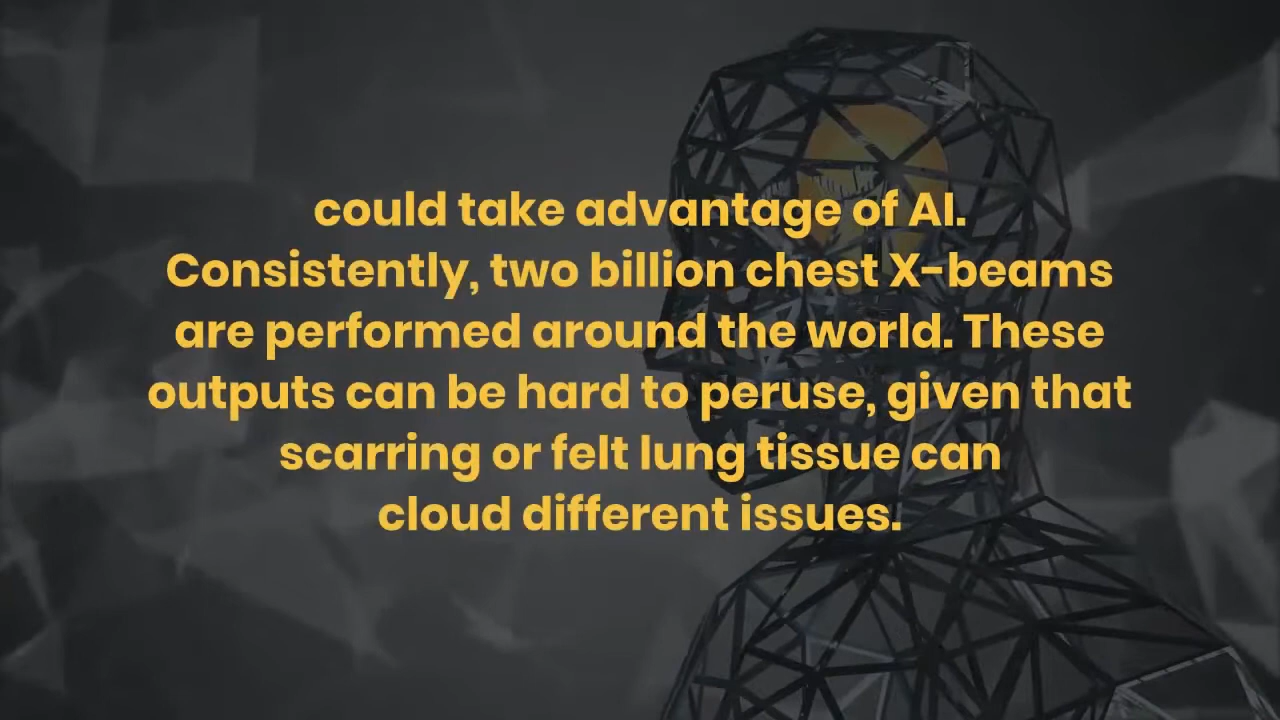 could take advantage of AI.
Consistently, two billion chest X-beams
are performed around the world. These
outputs can be hard to peruse, given that
scarring or felt lung tissue can
cloud different issues.